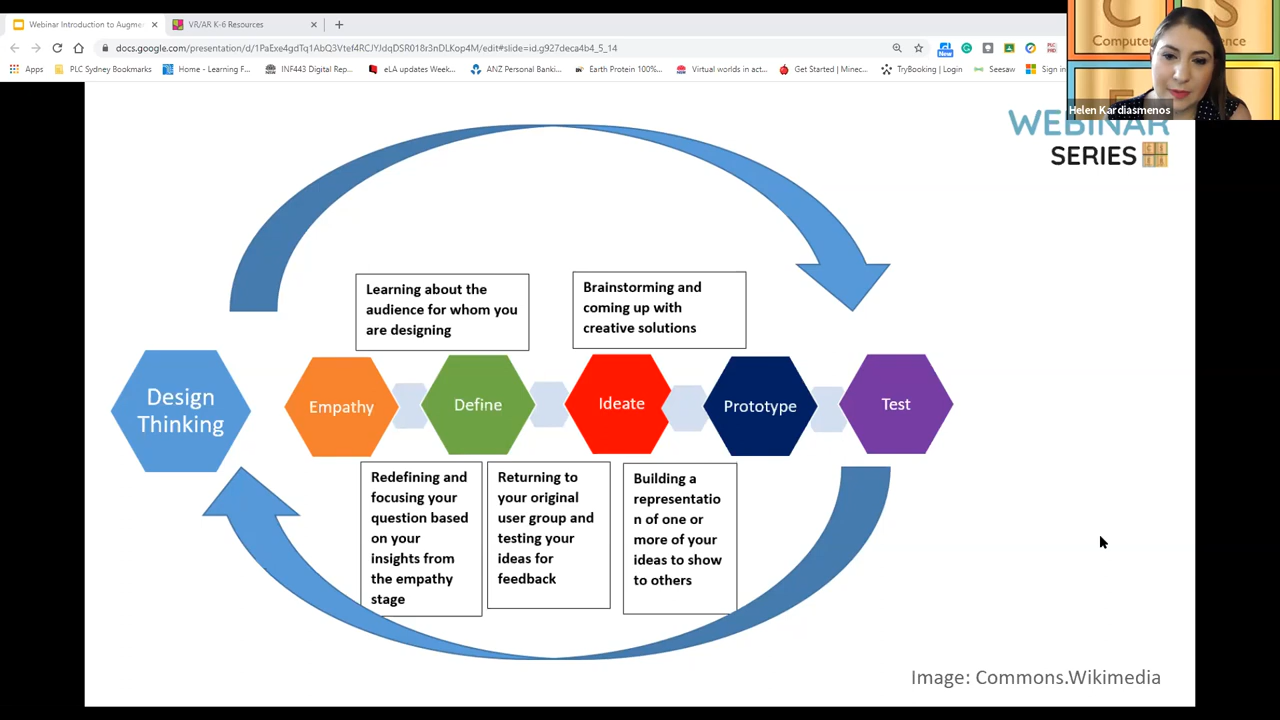 Webinar Introduction to Augme
VR/AR K-6 Resources
docs.google.com/presentation/d/1PaExe4gdTq1AbQ3Vtef4RCJYJdqDSR018r3nDLKop4M/edit#slide=id.g927deca4b4_5_14
Apps
PLC Sydney Bookmarks
Home – Learning F...
INF443 Digital Rep...
eLA updates Week...
ANZ Personal Banki...
Earth Protein 100%...
Virtual worlds in act...
Get Started | Minec...
TryBooking | Login
Seesaw
Sign in
Helen Kardiasmenos
WEBINAR
SERIES
Learning about the
audience for whom you
are designing
Brainstorming and
coming up with
creative solutions
Design
Thinking
Empathy
Define
Ideate
Prototype
Test
Redefining and
focusing your
question based
on your
insights from
the empathy
stage
Returning to
your original
user group and
testing your
ideas for
feedback
Building a
representatio
n of one or
more of your
ideas to show
to others
Image: Commons.Wikimedia